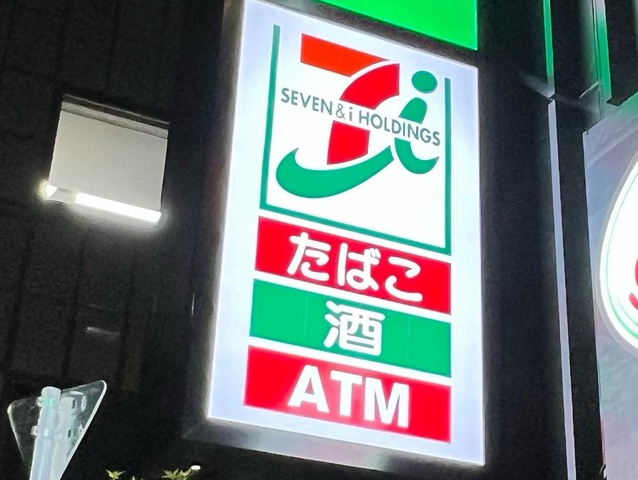 SEVEN & i HOLDINGS
たばこ
酒
ATM